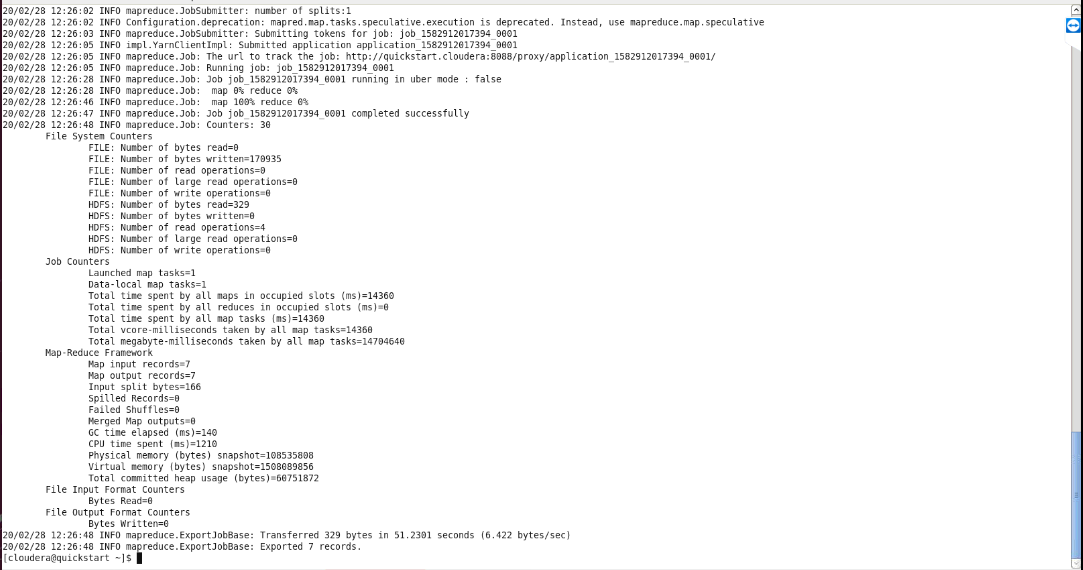 20/02/28 12:26:02 INFO mapreduce.JobSubmitter: number of splits:1
20/02/28 12:26:02 INFO Configuration.deprecation: mapred.map.tasks.speculative.execution is deprecated. Instead, use mapreduce.map.speculative
20/02/28 12:26:03 INFO mapreduce.JobSubmitter: Submitting tokens for job: job_1582912017394_0001
20/02/28 12:26:05 INFO impl.YarnClientImpl: Submitted application application_1582912017394_0001
20/02/28 12:26:05 INFO mapreduce.Job: The url to track the job: http://quickstart.cloudera:8088/proxy/application_1582912017394_0001/
20/02/28 12:26:05 INFO mapreduce.Job: Running job: job_1582912017394_0001
20/02/28 12:26:28 INFO mapreduce.Job: Job job_1582912017394_0001 running in uber mode : false
20/02/28 12:26:28 INFO mapreduce.Job:  map 0% reduce 0%
20/02/28 12:26:46 INFO mapreduce.Job:  map 100% reduce 0%
20/02/28 12:26:47 INFO mapreduce.Job: Job job_1582912017394_0001 completed successfully
20/02/28 12:26:48 INFO mapreduce.Job: Counters: 30
File System Counters
FILE: Number of bytes read=0
FILE: Number of bytes written=170935
FILE: Number of read operations=0
FILE: Number of large read operations=0
FILE: Number of write operations=0
HDFS: Number of bytes read=329
HDFS: Number of bytes written=0
HDFS: Number of read operations=4
HDFS: Number of large read operations=0
HDFS: Number of write operations=0
Job Counters
Launched map tasks=1
Data-local map tasks=1
Total time spent by all maps in occupied slots (ms)=14360
Total time spent by all reduces in occupied slots (ms)=0
Total time spent by all map tasks (ms)=14360
Total vcore-milliseconds taken by all map tasks=14360
Total megabyte-milliseconds taken by all map tasks=14704640
Map-Reduce Framework
Map input records=7
Map output records=7
Input split bytes=166
Spilled Records=0
Failed Shuffles=0
Merged Map outputs=0
GC time elapsed (ms)=140
CPU time spent (ms)=1210
Physical memory (bytes) snapshot=108535808
Virtual memory (bytes) snapshot=1508089856
Total committed heap usage (bytes)=60751872
File Input Format Counters
Bytes Read=0
File Output Format Counters
Bytes Written=0
20/02/28 12:26:48 INFO mapreduce.ExportJobBase: Transferred 329 bytes in 51.2301 seconds (6.422 bytes/sec)
20/02/28 12:26:48 INFO mapreduce.ExportJobBase: Exported 7 records.
[cloudera@quickstart ~]$